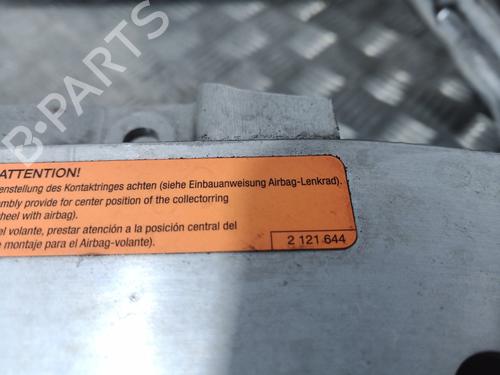 B-PARTS
ATTENTION!
enstellung des Kontaktringes achten (siehe Einbauanweisung Airbag-Lenkrad).
mbly provide for center position of the collectorring
heel with airbag).
el volante, prestar atención a la posición central del
e montaje para el Airbag-volante).
2 121 644